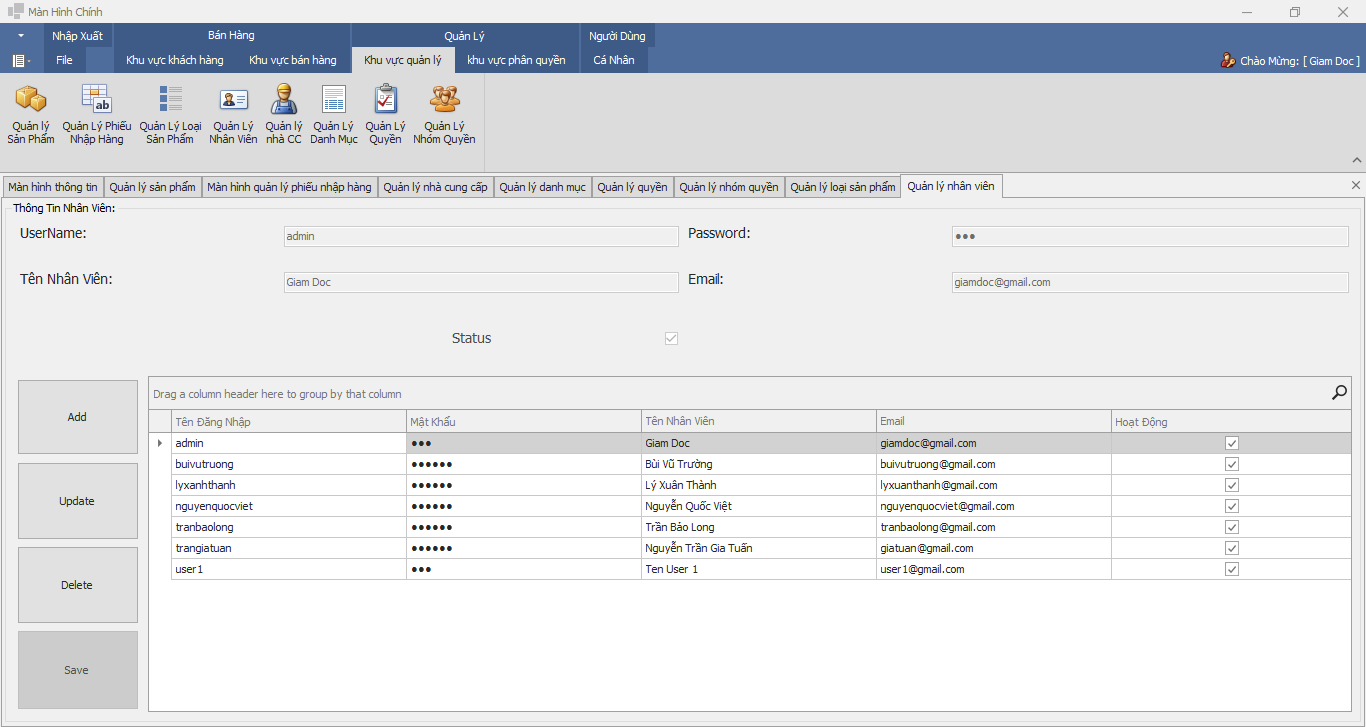 Màn Hình Chính
Nhập Xuất
Bán Hàng
Quản Lý
Người Dùng
File
Khu vực khách hàng
Khu vực bán hàng
Khu vực quản lý
khu vực phân quyền
Cá Nhân
Chào Mừng: [ Giam Doc ]
Quản lý
Sản Phẩm
Quản Lý Phiếu
Nhập Hàng
Quản Lý Loại
Sản Phẩm
Quản Lý
Nhân Viên
Quản lý
nhà CC
Quản Lý
Danh Mục
Quản Lý
Quyền
Quản Lý
Nhóm Quyền
Màn hình thông tin
Quản lý sản phẩm
Màn hình quản lý phiếu nhập hàng
Quản lý nhà cung cấp
Quản lý danh mục
Quản lý quyền
Quản lý nhóm quyền
Quản lý loại sản phẩm
Quản lý nhân viên
Thông Tin Nhân Viên:
UserName:
admin
Password:
●●●
Tên Nhân Viên:
Giam Doc
Email:
giamdoc@gmail.com
Status
Add
Update
Delete
Save
Drag a column header here to group by that column
Tên Đăng Nhập Mật Khẩu Tên Nhân Viên Email Hoạt Động
admin ●●● Giam Doc giamdoc@gmail.com
buivutruong ●●●●●● Bùi Vũ Trường buivutruong@gmail.com
lyxanhthanh ●●●●●● Lý Xuân Thành lyxuanthanh@gmail.com
nguyenquocviet ●●●●●● Nguyễn Quốc Việt nguyenquocviet@gmail.com
tranbaolong ●●●●●● Trần Bảo Long tranbaolong@gmail.com
trangiatuan ●●●●●● Nguyễn Trần Gia Tuấn giatuan@gmail.com
user1 ●●● Ten User 1 user1@gmail.com